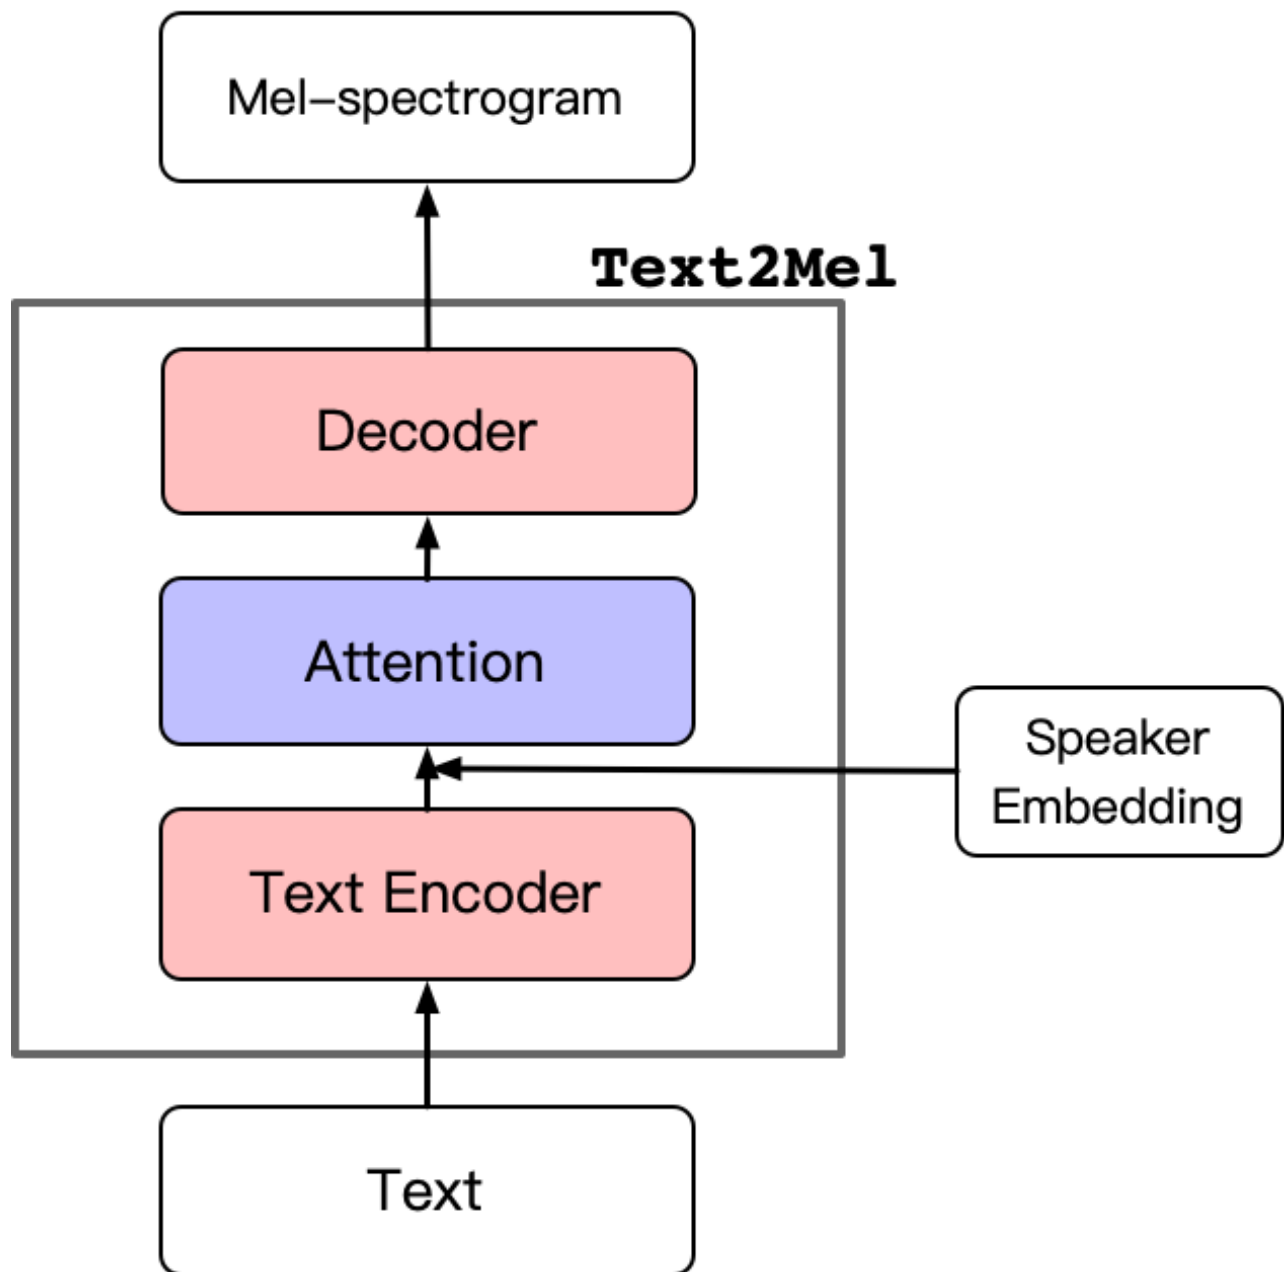 Mel-spectrogram
Text2Mel
Decoder
Attention
Speaker
Embedding
Text Encoder
Text